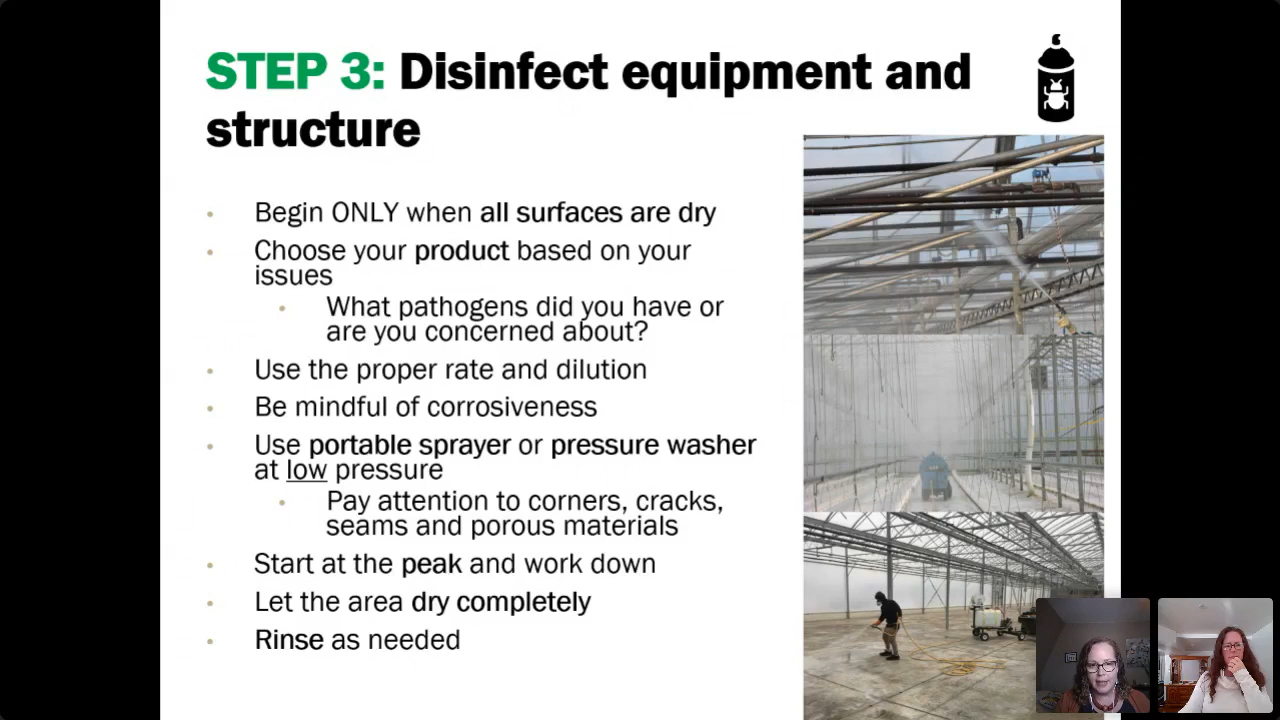 STEP 3: Disinfect equipment and
structure
Begin ONLY when all surfaces are dry
Choose your product based on your
issues
What pathogens did you have or
are you concerned about?
Use the proper rate and dilution
Be mindful of corrosiveness
Use portable sprayer or pressure washer
at low pressure
Pay attention to corners, cracks,
seams and porous materials
Start at the peak and work down
Let the area dry completely
Rinse as needed